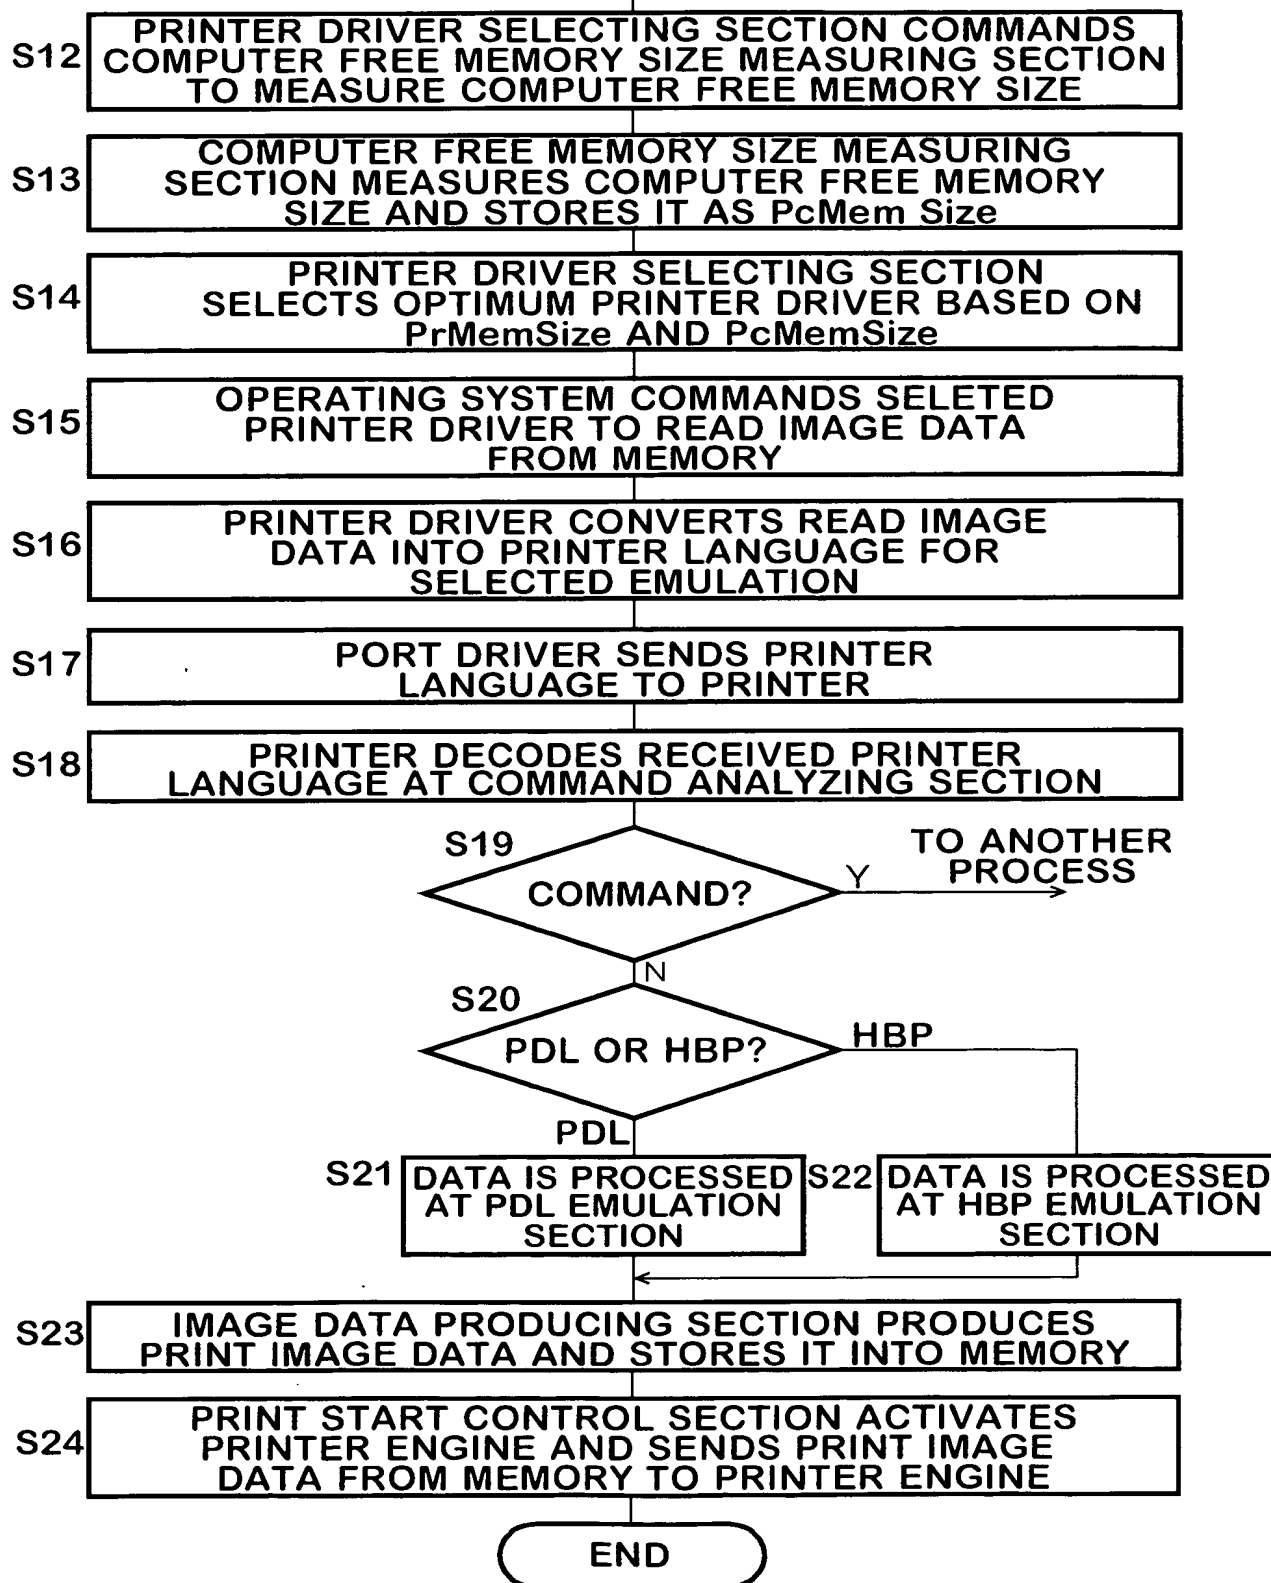 S12
PRINTER DRIVER SELECTING SECTION COMMANDS
COMPUTER FREE MEMORY SIZE MEASURING SECTION
TO MEASURE COMPUTER FREE MEMORY SIZE
S13
COMPUTER FREE MEMORY SIZE MEASURING
SECTION MEASURES COMPUTER FREE MEMORY
SIZE AND STORES IT AS PcMem Size
S14
PRINTER DRIVER SELECTING SECTION
SELECTS OPTIMUM PRINTER DRIVER BASED ON
PrMemSize AND PcMemSize
S15
OPERATING SYSTEM COMMANDS SELETED
PRINTER DRIVER TO READ IMAGE DATA
FROM MEMORY
S16
PRINTER DRIVER CONVERTS READ IMAGE
DATA INTO PRINTER LANGUAGE FOR
SELECTED EMULATION
S17
PORT DRIVER SENDS PRINTER
LANGUAGE TO PRINTER
S18
PRINTER DECODES RECEIVED PRINTER
LANGUAGE AT COMMAND ANALYZING SECTION
S19
COMMAND?
Y
TO ANOTHER
PROCESS
N
S20
PDL OR HBP?
HBP
PDL
S21
DATA IS PROCESSED
AT PDL EMULATION
SECTION
S22
DATA IS PROCESSED
AT HBP EMULATION
SECTION
S23
IMAGE DATA PRODUCING SECTION PRODUCES
PRINT IMAGE DATA AND STORES IT INTO MEMORY
S24
PRINT START CONTROL SECTION ACTIVATES
PRINTER ENGINE AND SENDS PRINT IMAGE
DATA FROM MEMORY TO PRINTER ENGINE
END